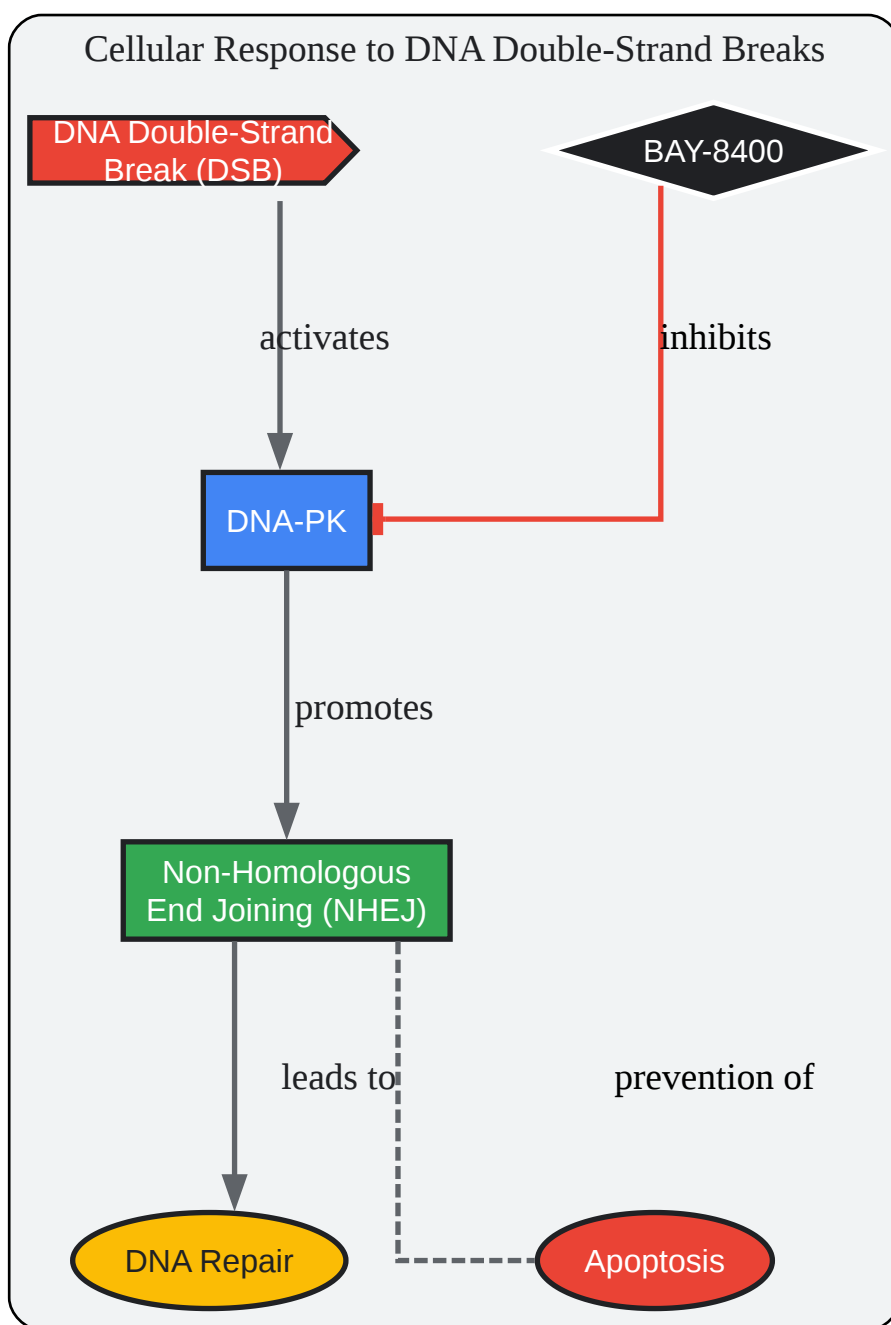 Cellular Response to DNA Double-Strand Breaks
DNA Double-Strand
Break (DSB)
BAY-8400
activates
inhibits
DNA-PK
promotes
Non-Homologous
End Joining (NHEJ)
leads to
prevention of
DNA Repair
Apoptosis